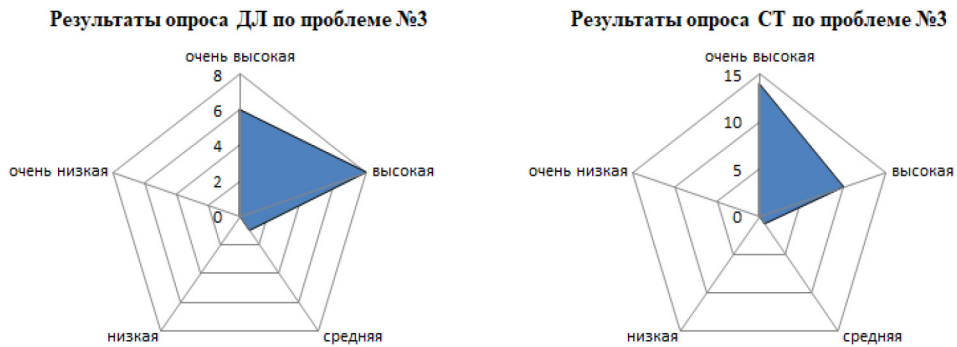 Результаты опроса ДЛ по проблеме №3
очень высокая
8
6
4
2
0
очень низкая
высокая
низкая
средняя
Результаты опроса СТ по проблеме №3
очень высокая
15
10
5
0
очень низкая
высокая
низкая
средняя